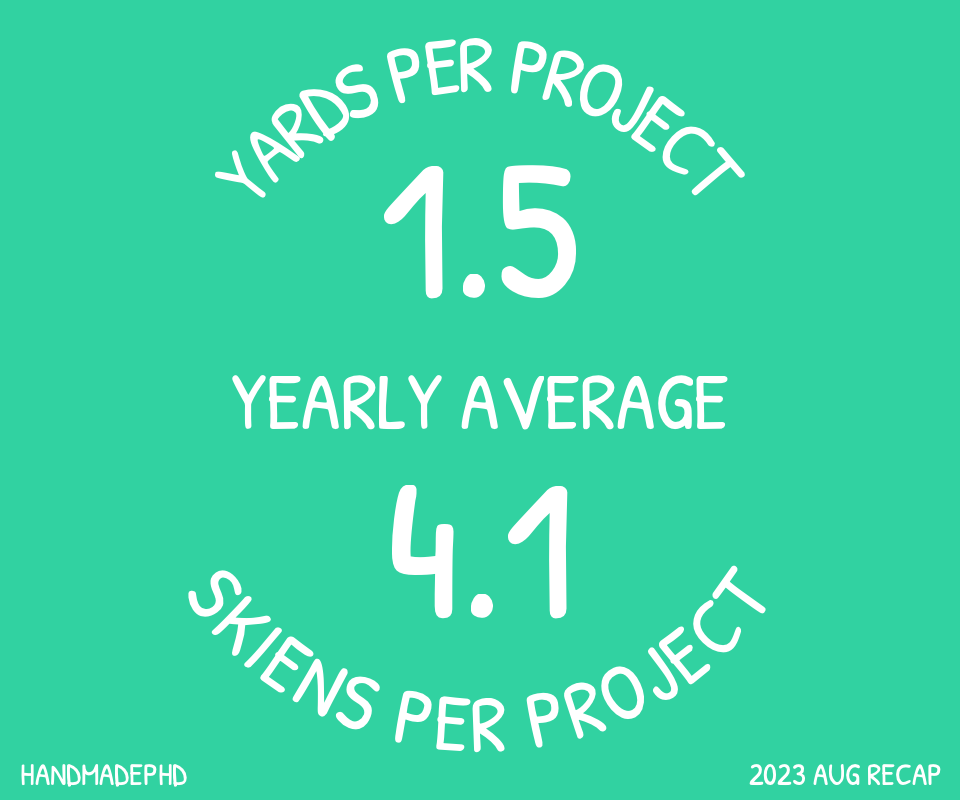 YARDS PER PROJECT
1.5
YEARLY AVERAGE
4.1
SKIENS PER PROJECT
HANDMADEPHD
2023 AUG RECAP